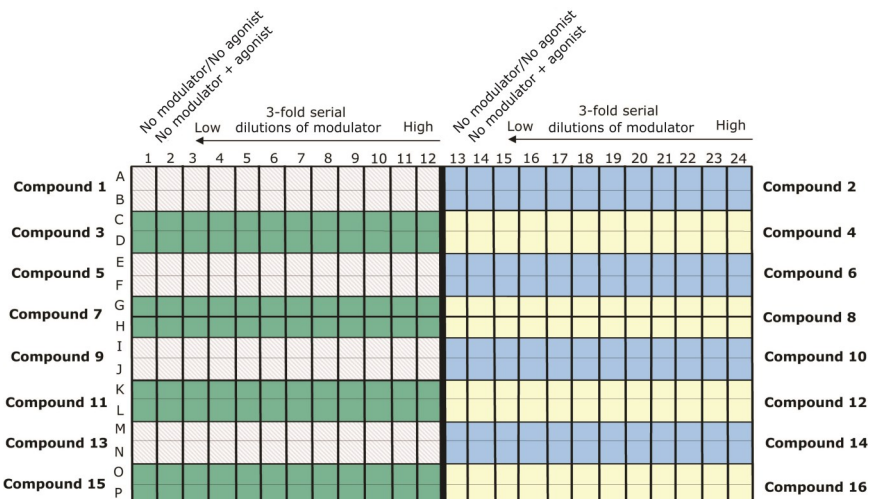 No modulator/No agonist
No modulator + agonist
3-fold serial
Low dilutions of modulator High
No modulator/No agonist
No modulator + agonist
3-fold serial
Low dilutions of modulator High
1 2 3 4 5 6 7 8 9 10 11 12 13 14 15 16 17 18 19 20 21 22 23 24
Compound 1 A Compound 2
B
Compound 3 C Compound 4
D
Compound 5 E Compound 6
F
Compound 7 G Compound 8
H
Compound 9 I Compound 10
J
Compound 11 K Compound 12
L
Compound 13 M Compound 14
N
Compound 15 O Compound 16
P